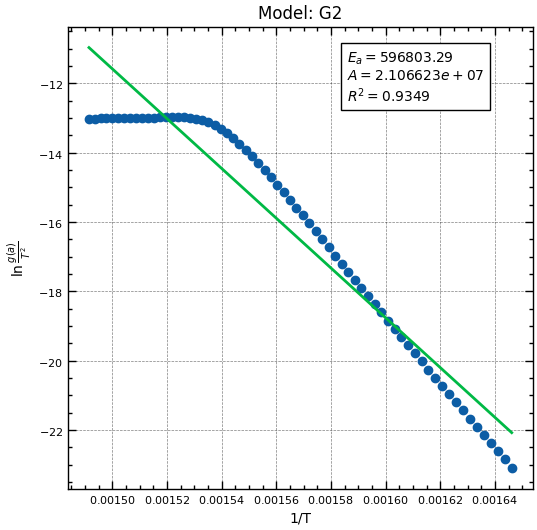 Model: G2
E_a = 596803.29
A = 2.106623e + 07
R² = 0.9349
−12
−14
−16
−18
−20
−22
ln g(a)/T²
0.00150 0.00152 0.00154 0.00156 0.00158 0.00160 0.00162 0.00164
1/T